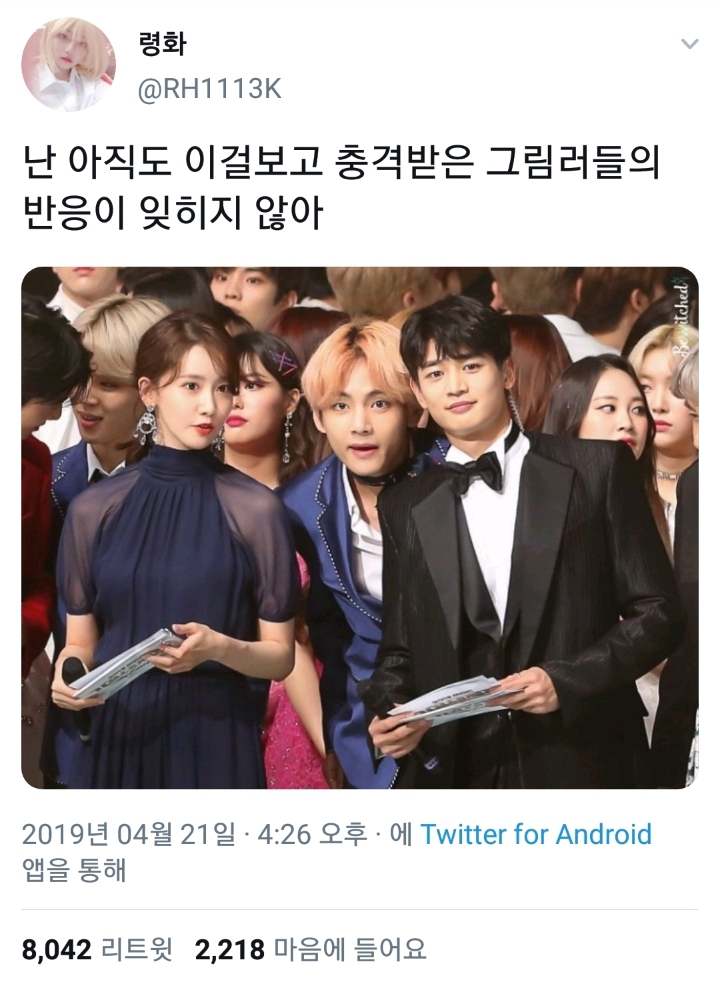 령화
@RH1113K
난 아직도 이걸보고 충격받은 그림러들의
반응이 잊히지 않아
Bewitched
2019년 04월 21일 · 4:26 오후 · 에 Twitter for Android
앱을 통해
8,042 리트윗 2,218 마음에 들어요